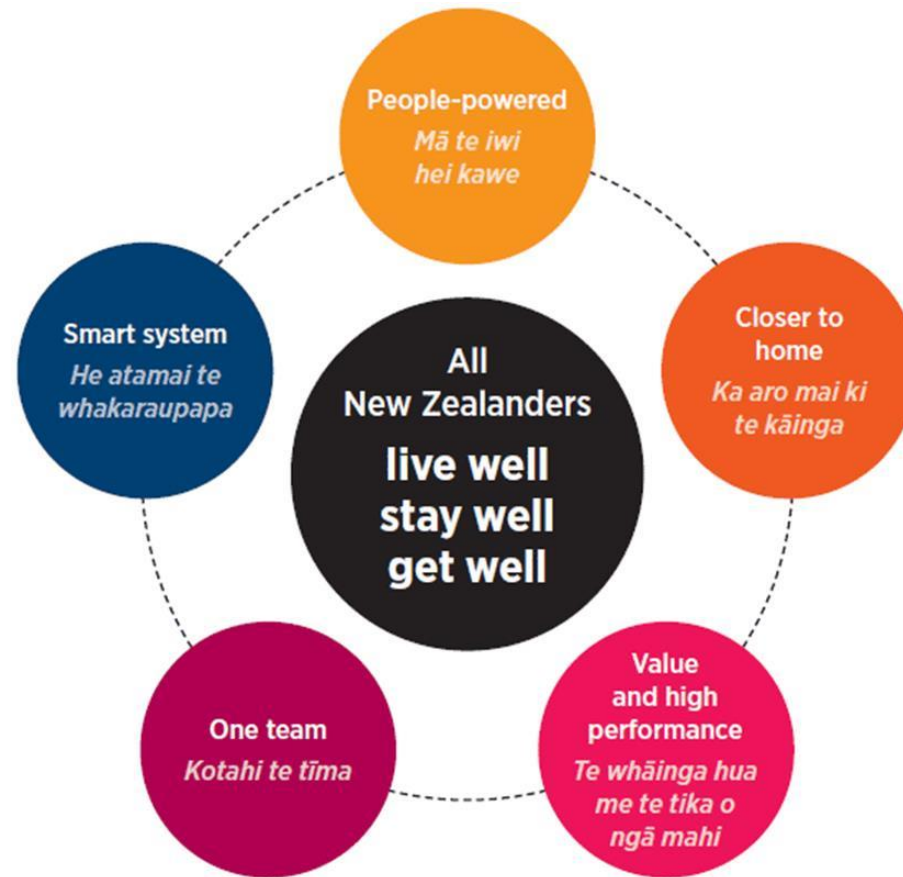 People-powered
Mā te iwi
hei kawe
Closer to
home
Ka aro mai ki
te kāinga
Value
and high
performance
Te whāinga hua
me te tika o
ngā mahi
One team
Kotahi te tīma
Smart system
He atamai te
whakaraupapa
All
New Zealanders
live well
stay well
get well